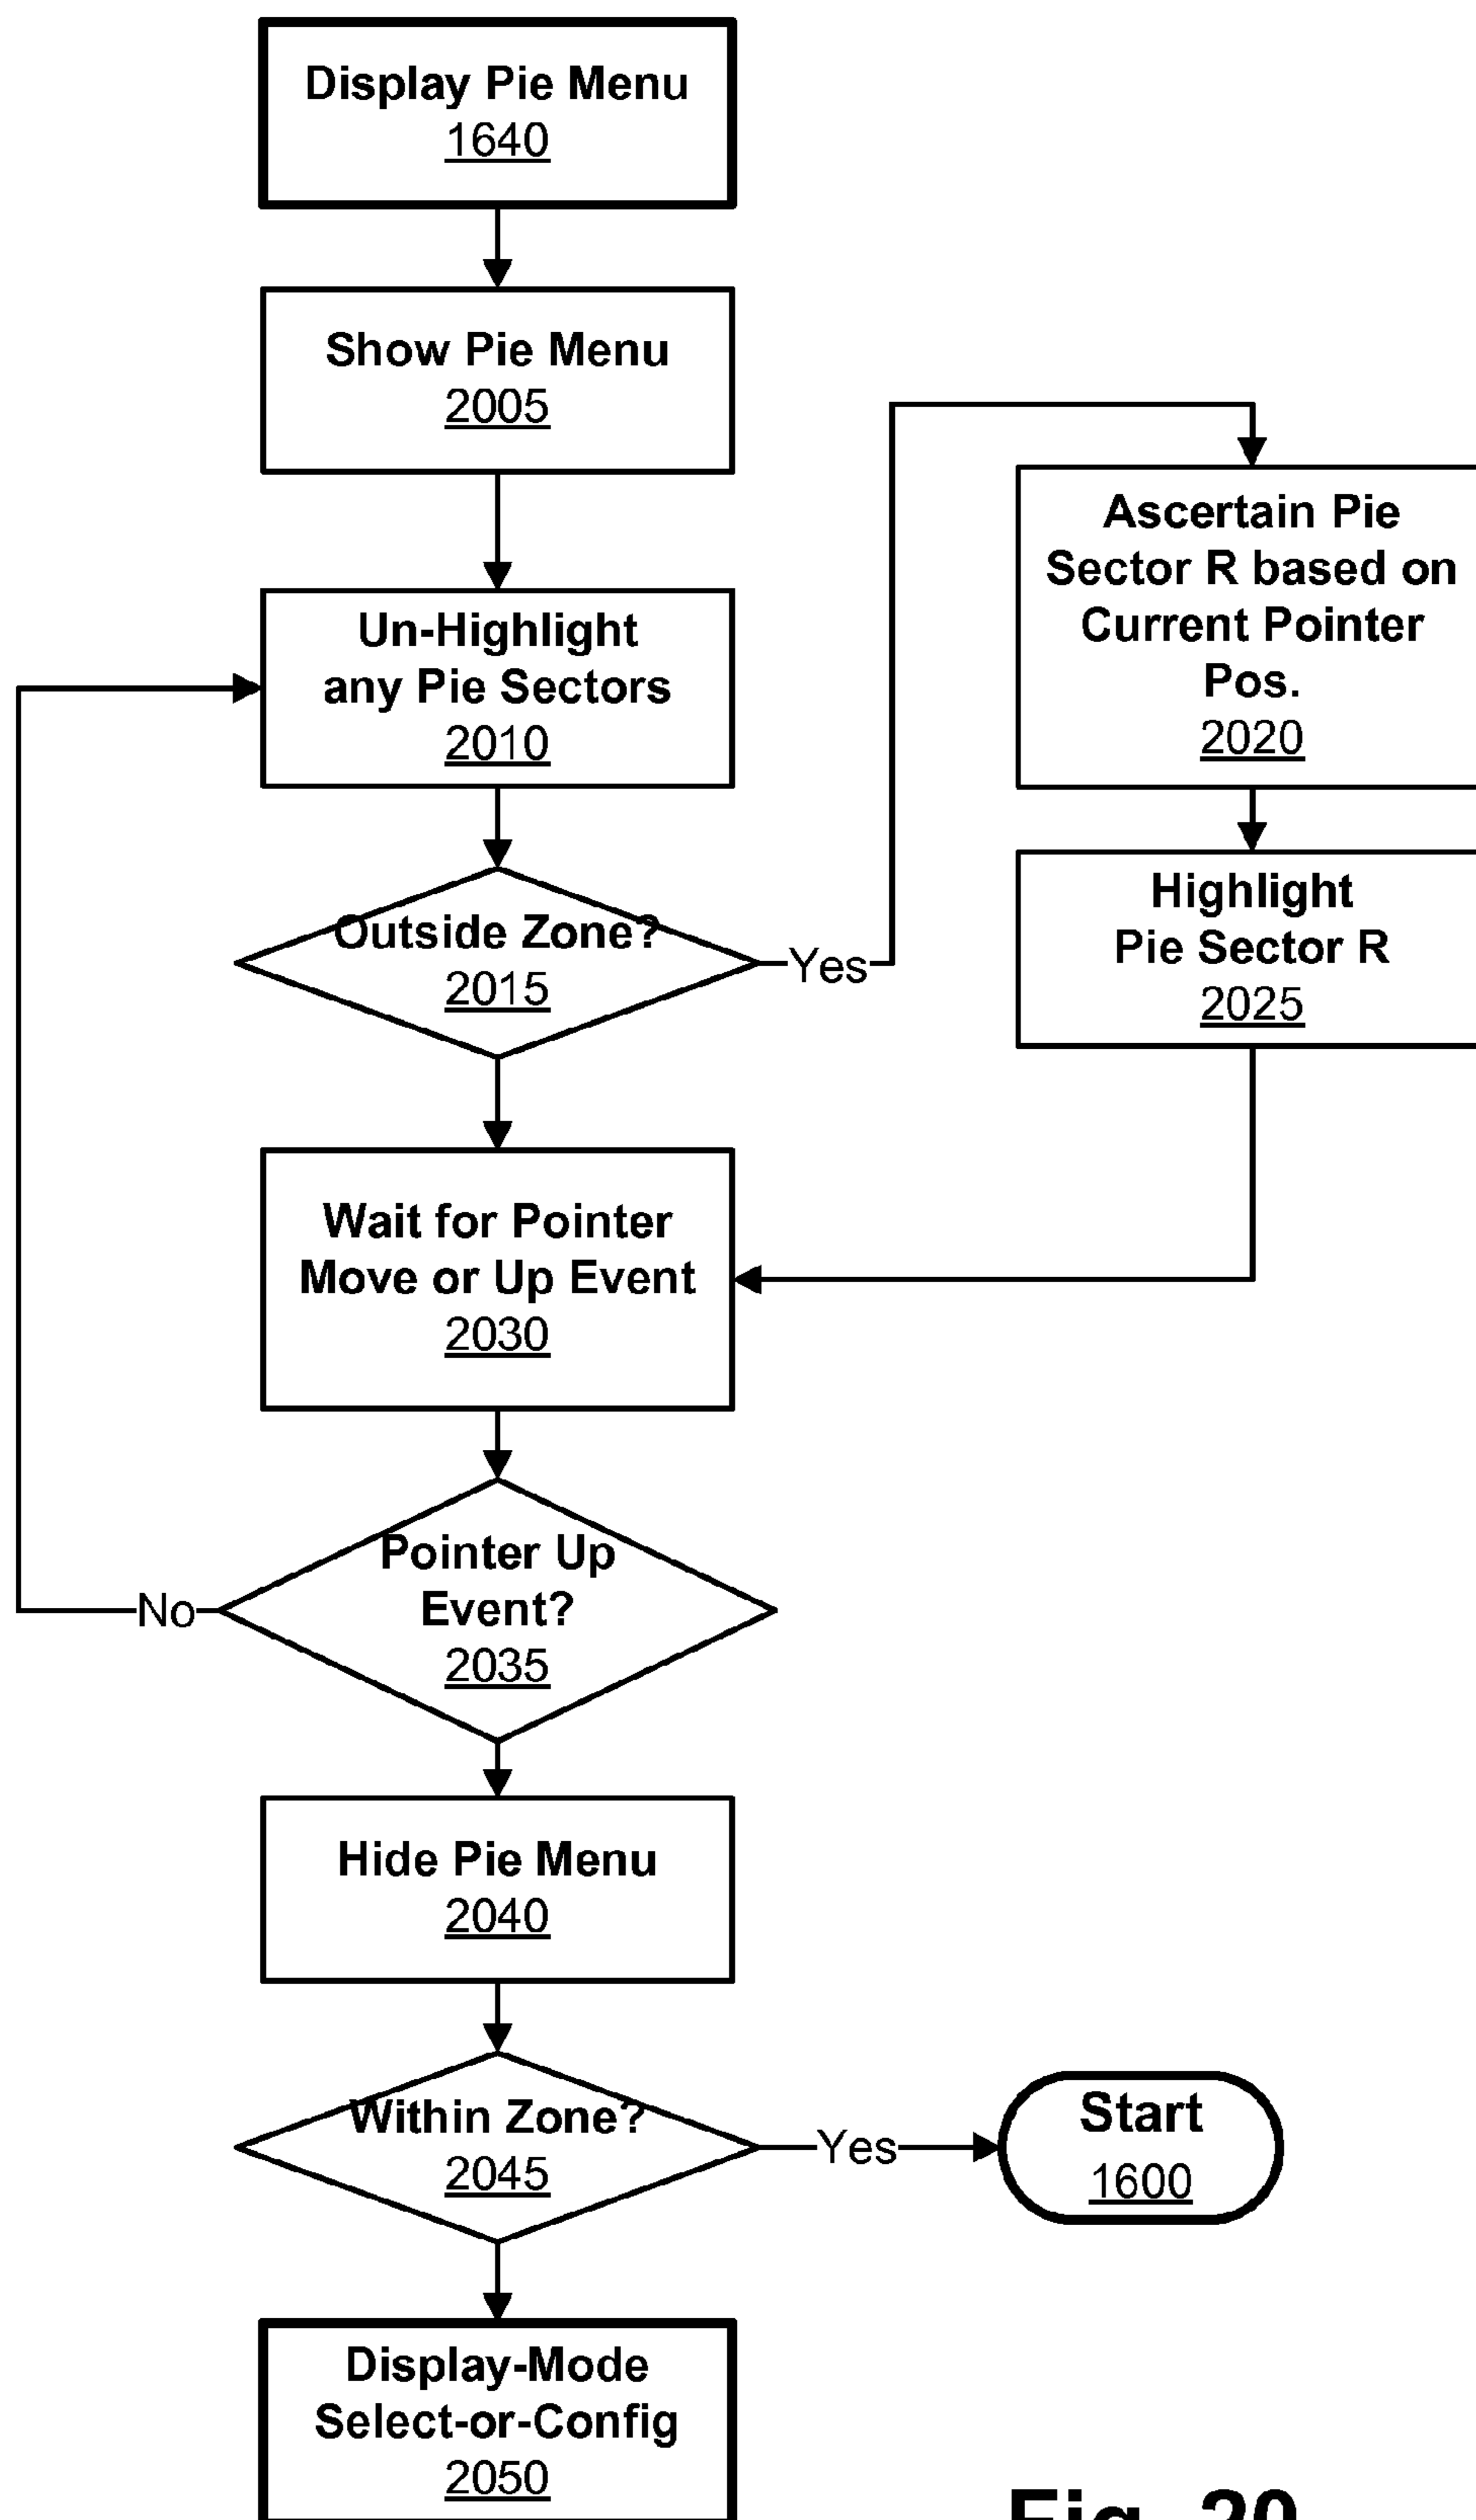 Display Pie Menu
1640
Show Pie Menu
2005
Un-Highlight
any Pie Sectors
2010
Outside Zone?
2015
Yes
Ascertain Pie
Sector R based on
Current Pointer
Pos.
2020
Highlight
Pie Sector R
2025
Wait for Pointer
Move or Up Event
2030
Pointer Up
Event?
2035
No
Hide Pie Menu
2040
Within Zone?
2045
Yes
Start
1600
Display-Mode
Select-or-Config
2050
Fig. 20